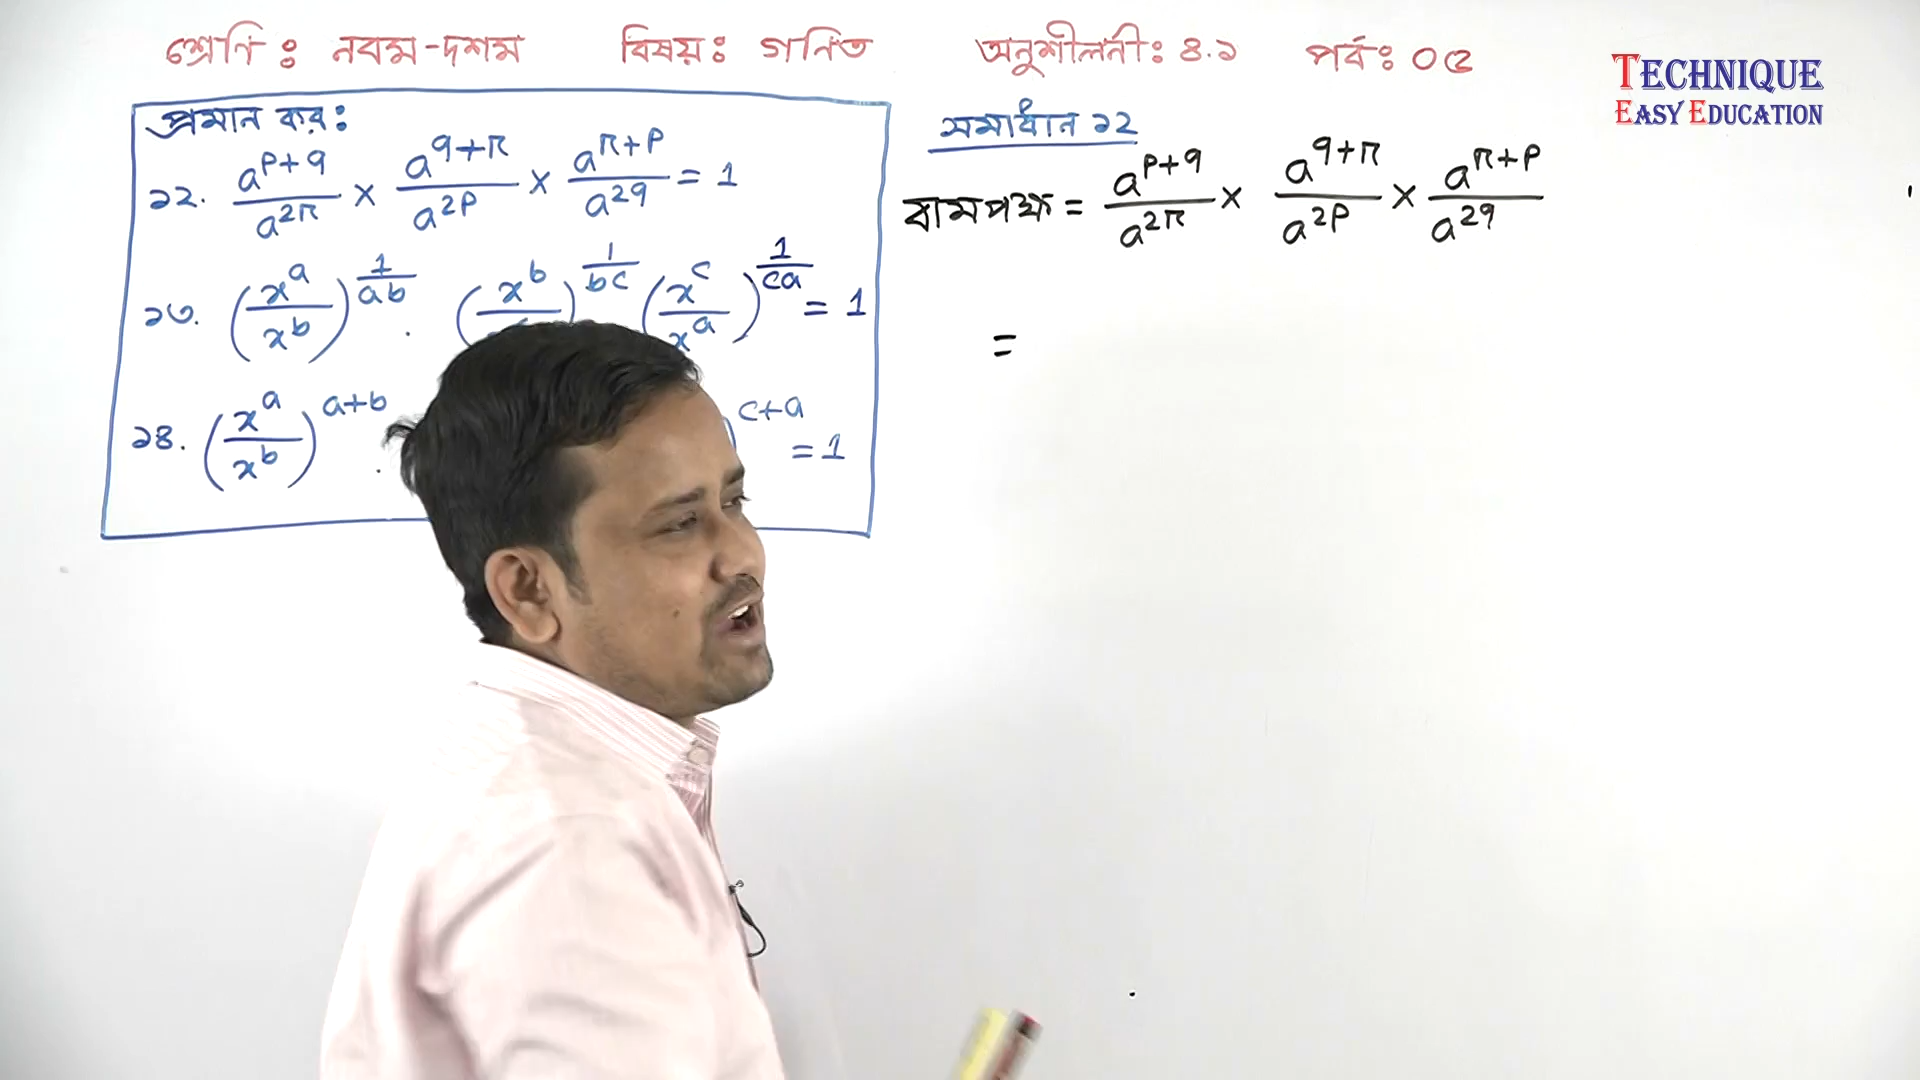 শ্রেণি : নবম-দশম বিষয়ঃ গনিত অনুশীলনী: ৪.১ পর্ব: ০৫
TECHNIQUE
EASY EDUCATION
প্রমান কর:
১২. a^(p+q)/a^(2r) × a^(q+r)/a^(2p) × a^(r+p)/a^(2q) = 1
১৩. (x^a/x^b)^(1/ab) . (x^b/)^(1/bc) (x^c/x^a)^(1/ca) = 1
১৪. (x^a/x^b)^(a+b) . )^(c+a) = 1
সমাধান ১২
বামপক্ষ = a^(p+q)/a^(2r) × a^(q+r)/a^(2p) × a^(r+p)/a^(2q)
=